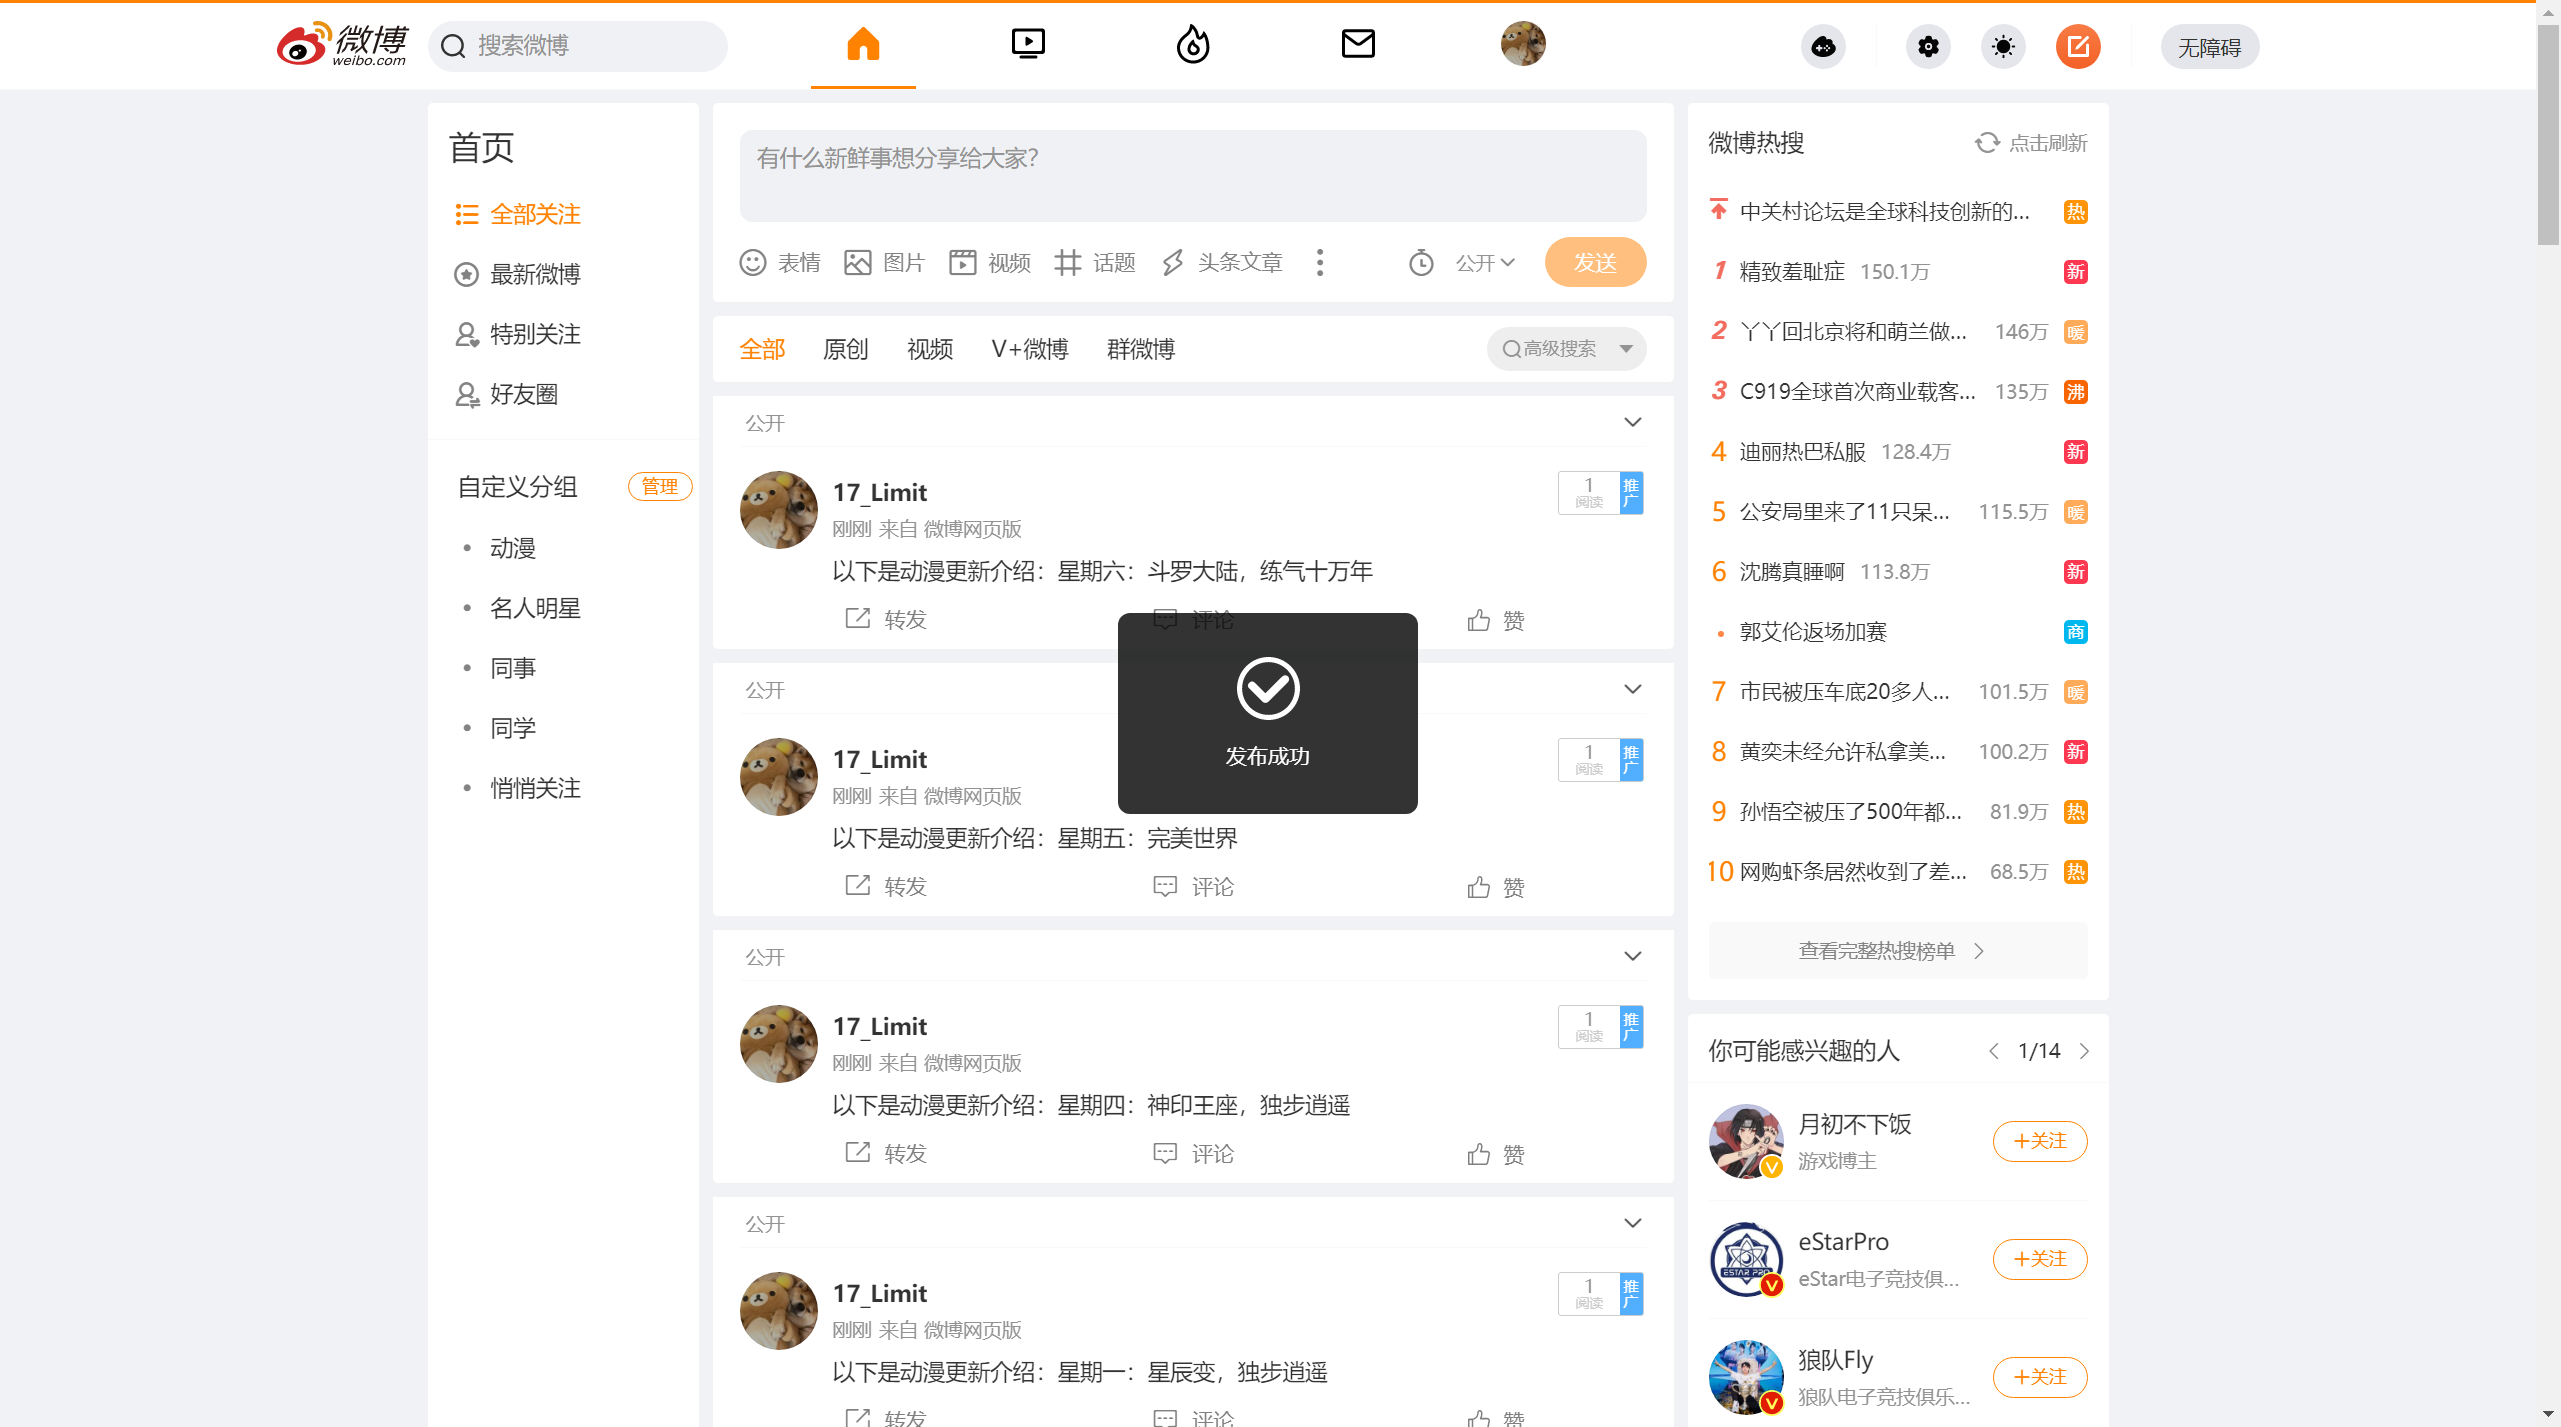 微博
weibo.com
搜索微博
无障碍
首页
全部关注
最新微博
特别关注
好友圈
自定义分组 管理
动漫
名人明星
同事
同学
悄悄关注
有什么新鲜事想分享给大家?
表情 图片 视频 话题 头条文章 公开 发送
全部 原创 视频 V+微博 群微博 高级搜索
公开
17_Limit
刚刚 来自 微博网页版
1
阅读
推广
以下是动漫更新介绍：星期六：斗罗大陆，练气十万年
转发 评论 赞
发布成功
公开
17_Limit
刚刚 来自 微博网页版
1
阅读
推广
以下是动漫更新介绍：星期五：完美世界
转发 评论 赞
公开
17_Limit
刚刚 来自 微博网页版
1
阅读
推广
以下是动漫更新介绍：星期四：神印王座，独步逍遥
转发 评论 赞
公开
17_Limit
刚刚 来自 微博网页版
1
阅读
推广
以下是动漫更新介绍：星期一：星辰变，独步逍遥
转发 评论 赞
微博热搜 点击刷新
中关村论坛是全球科技创新的... 热
1 精致羞耻症 150.1万 新
2 丫丫回北京将和萌兰做... 146万 暖
3 C919全球首次商业载客... 135万 沸
4 迪丽热巴私服 128.4万 新
5 公安局里来了11只呆... 115.5万 暖
6 沈腾真睡啊 113.8万 新
郭艾伦返场加赛 商
7 市民被压车底20多人... 101.5万 暖
8 黄奕未经允许私拿美... 100.2万 新
9 孙悟空被压了500年都... 81.9万 热
10 网购虾条居然收到了差... 68.5万 热
查看完整热搜榜单
你可能感兴趣的人 1/14
月初不下饭
游戏博主
+关注
ESTAR PRO
eStarPro
eStar电子竞技俱...
+关注
狼队Fly
狼队电子竞技俱乐...
+关注